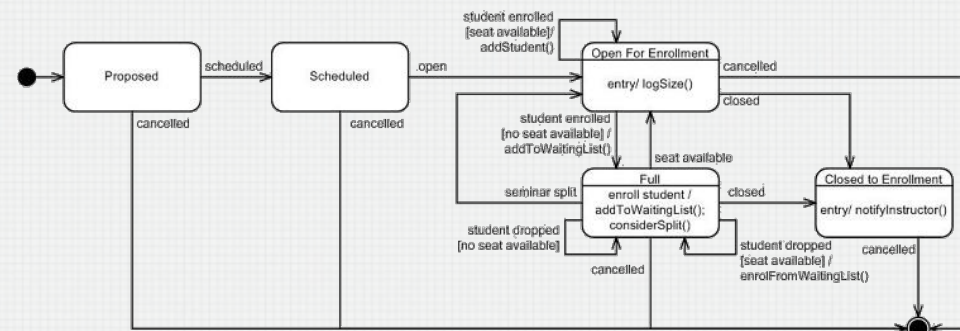 student enrolled
[seat available]/
addStudent()
Proposed
scheduled
Scheduled
.open
Open For Enrollment
entry/ logSize()
cancelled
closed
cancelled
cancelled
student enrolled
[no seat available] /
addToWaitingList()
seat available
seminar split
Full
enroll student /
addToWaitingList();
considerSplit()
closed
Closed to Enrollment
entry/ notifyInstructor()
student dropped
[no seat available]
cancelled
student dropped
[seat available] /
enrolFromWaitingList()
cancelled